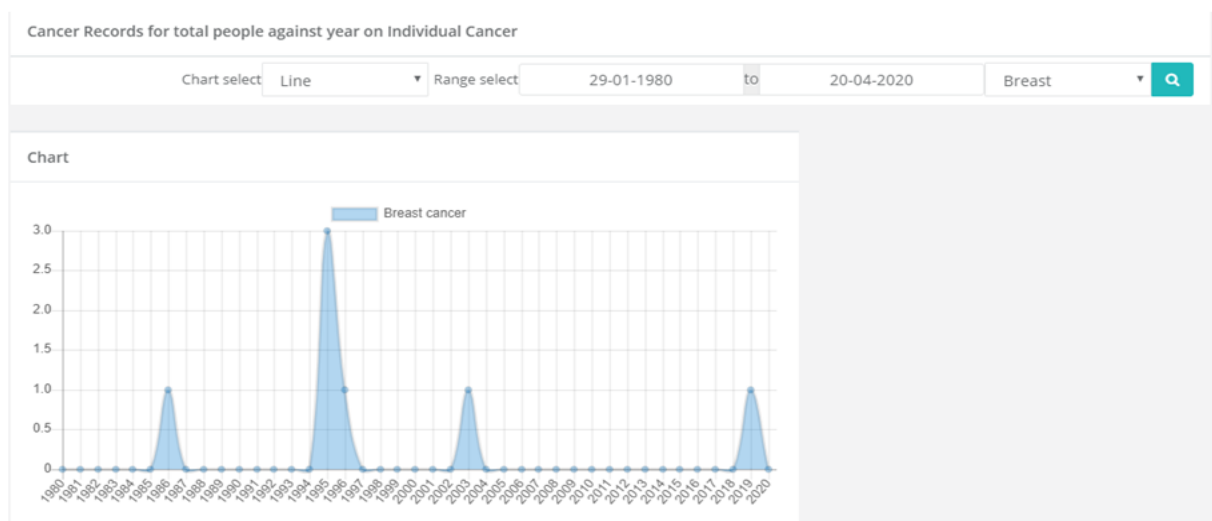 Cancer Records for total people against year on Individual Cancer
Chart select Line Range select 29-01-1980 to 20-04-2020 Breast
Chart
Breast cancer
3.0
2.5
2.0
1.5
1.0
0.5
0
1980 1981 1982 1983 1984 1985 1986 1987 1988 1989 1990 1991 1992 1993 1994 1995 1996 1997 1998 1999 2000 2001 2002 2003 2004 2005 2006 2007 2008 2009 2010 2011 2012 2013 2014 2015 2016 2017 2018 2019 2020